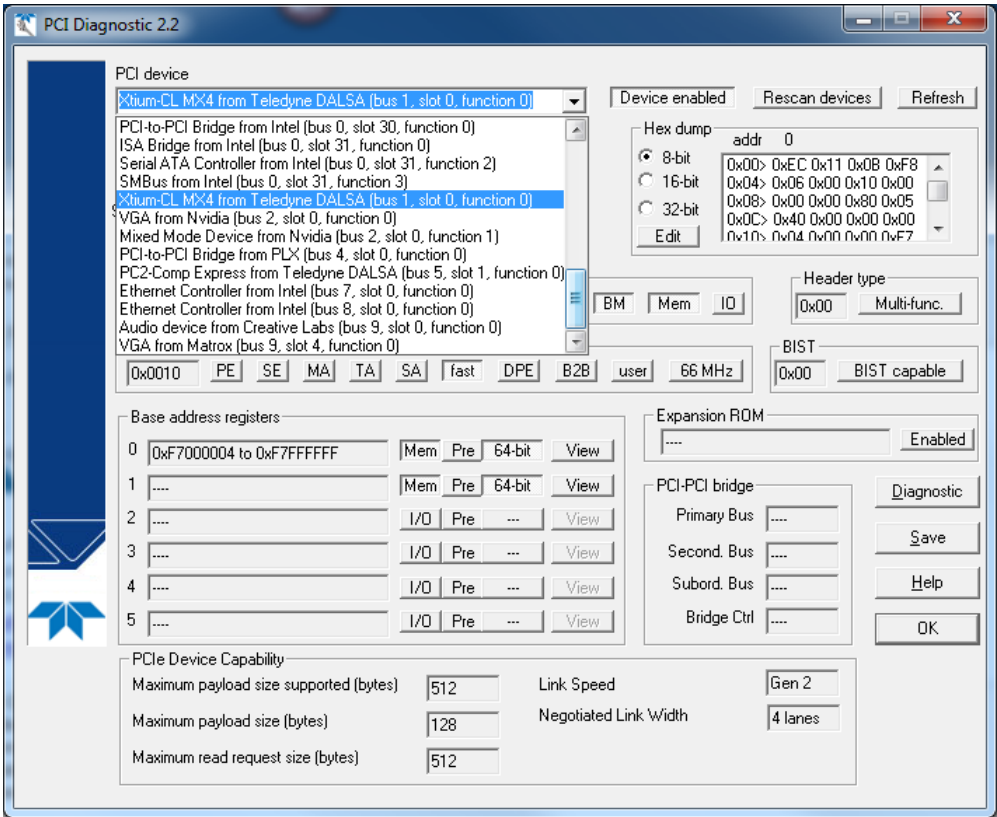 PCI Diagnostic 2.2
PCI device
Xtium-CL MX4 from Teledyne DALSA (bus 1, slot 0, function 0)
Device enabled
Rescan devices
Refresh
PCI-to-PCI Bridge from Intel (bus 0, slot 30, function 0)
ISA Bridge from Intel (bus 0, slot 31, function 0)
Serial ATA Controller from Intel (bus 0, slot 31, function 2)
SMBus from Intel (bus 0, slot 31, function 3)
Xtium-CL MX4 from Teledyne DALSA (bus 1, slot 0, function 0)
VGA from Nvidia (bus 2, slot 0, function 0)
Mixed Mode Device from Nvidia (bus 2, slot 0, function 1)
PCI-to-PCI Bridge from PLX (bus 4, slot 0, function 0)
PC2-Comp Express from Teledyne DALSA (bus 5, slot 1, function 0)
Ethernet Controller from Intel (bus 7, slot 0, function 0)
Ethernet Controller from Intel (bus 8, slot 0, function 0)
Audio device from Creative Labs (bus 9, slot 0, function 0)
VGA from Matrox (bus 9, slot 4, function 0)
Hex dump
addr 0
8-bit
16-bit
32-bit
Edit
0x00> 0xEC 0x11 0x0B 0xF8
0x04> 0x06 0x00 0x10 0x00
0x08> 0x00 0x00 0x80 0x05
0x0C> 0x40 0x00 0x00 0x00
0x10> 0x04 0x00 0x00 0xF7
BM Mem IO
Header type
0x00 Multi-func.
0x0010 PE SE MA TA SA fast DPE B2B user 66 MHz
BIST
0x00 BIST capable
Base address registers
0 0xF7000004 to 0xF7FFFFFF Mem Pre 64-bit View
1 ---- Mem Pre 64-bit View
2 ---- I/O Pre --- View
3 ---- I/O Pre --- View
4 ---- I/O Pre --- View
5 ---- I/O Pre --- View
Expansion ROM
---- Enabled
PCI-PCI bridge
Primary Bus ----
Second. Bus ----
Subord. Bus ----
Bridge Ctrl ----
Diagnostic
Save
Help
OK
PCIe Device Capability
Maximum payload size supported (bytes) 512
Maximum payload size (bytes) 128
Maximum read request size (bytes) 512
Link Speed Gen 2
Negotiated Link Width 4 lanes